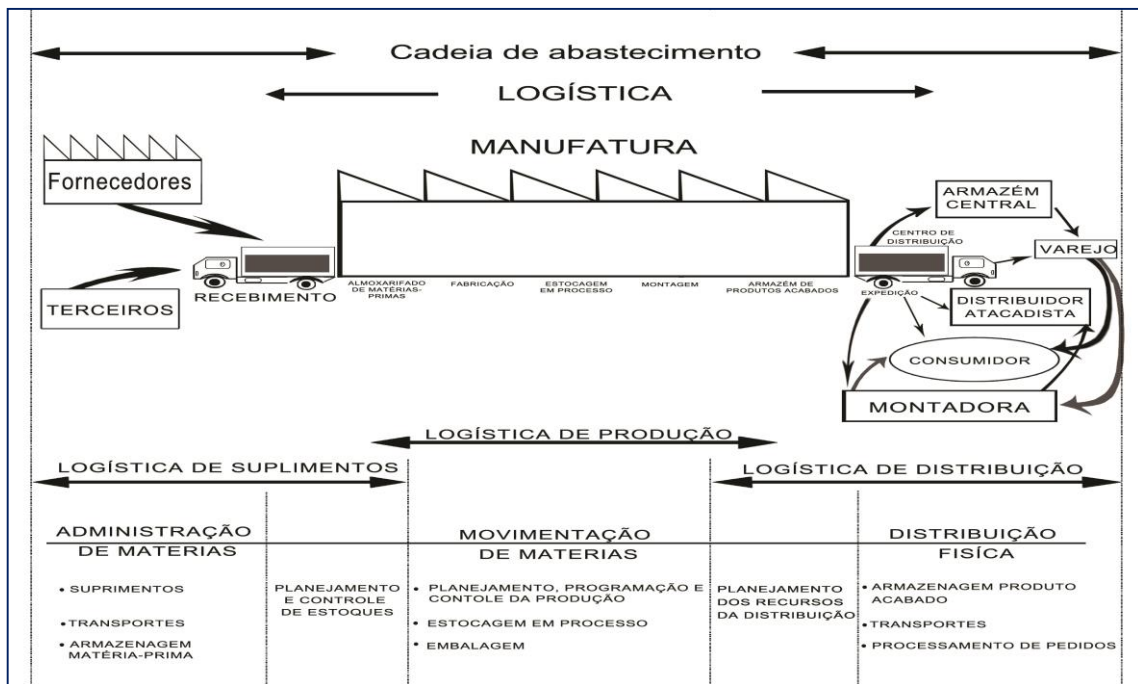 Cadeia de abastecimento
LOGÍSTICA
MANUFATURA
Fornecedores
TERCEIROS
RECEBIMENTO
ALMOXARIFADO
DE MATÉRIAS-
PRIMAS
FABRICAÇÃO
ESTOCAGEM
EM PROCESSO
MONTAGEM
ARMAZÉM DE
PRODUTOS ACABADOS
CENTRO DE
DISTRIBUIÇÃO
EXPEDIÇÃO
ARMAZÉM
CENTRAL
VAREJO
DISTRIBUIDOR
ATACADISTA
CONSUMIDOR
MONTADORA
LOGÍSTICA DE PRODUÇÃO
LOGÍSTICA DE SUPLIMENTOS
LOGÍSTICA DE DISTRIBUIÇÃO
ADMINISTRAÇÃO
DE MATERIAS
MOVIMENTAÇÃO
DE MATERIAS
DISTRIBUIÇÃO
FISÍCA
• SUPRIMENTOS
• TRANSPORTES
• ARMAZENAGEM
MATÉRIA-PRIMA
PLANEJAMENTO
E CONTROLE
DE ESTOQUES
• PLANEJAMENTO, PROGRAMAÇÃO E
CONTOLE DA PRODUÇÃO
• ESTOCAGEM EM PROCESSO
• EMBALAGEM
PLANEJAMENTO
DOS RECURSOS
DA DISTRIBUIÇÃO
• ARMAZENAGEM PRODUTO
ACABADO
• TRANSPORTES
• PROCESSAMENTO DE PEDIDOS